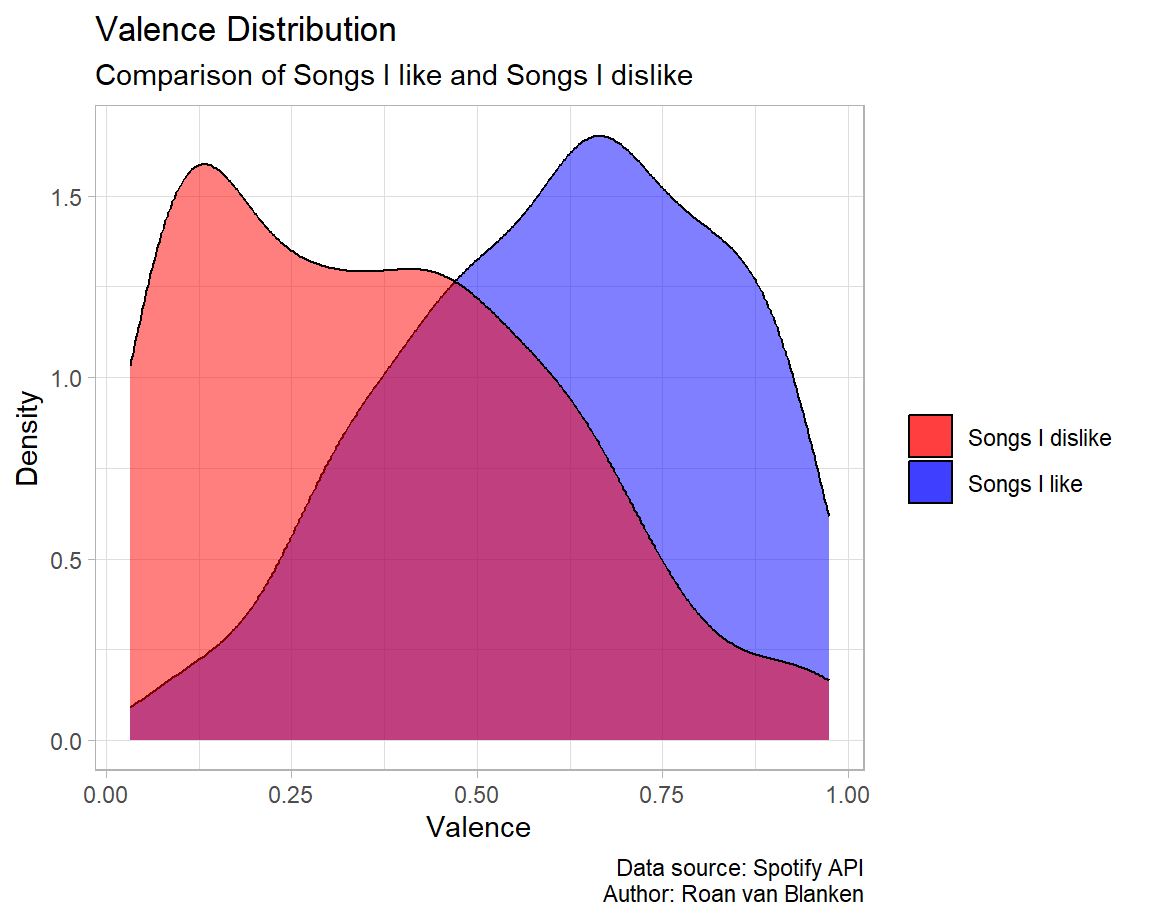 Valence Distribution
Comparison of Songs I like and Songs I dislike
1.5
1.0
0.5
0.0
Density
0.00 0.25 0.50 0.75 1.00
Valence
Songs I dislike
Songs I like
Data source: Spotify API
Author: Roan van Blanken